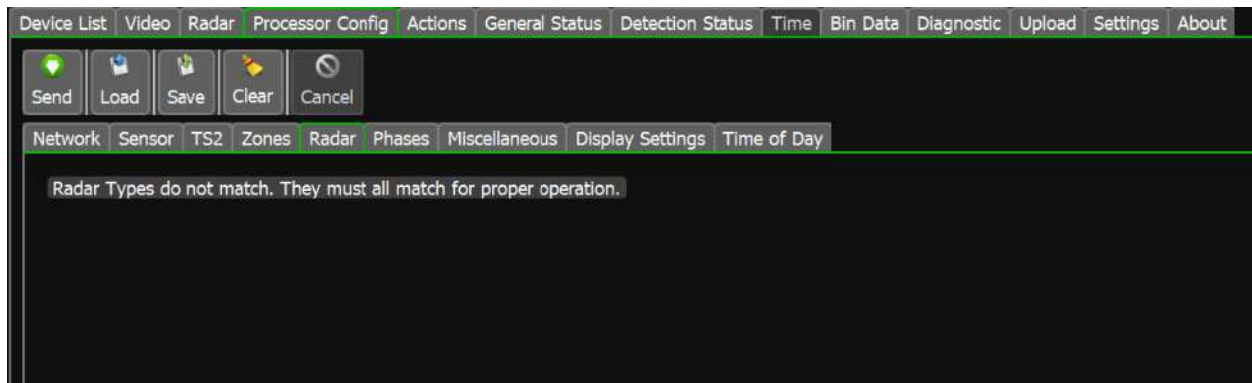 Device List Video Radar Processor Config Actions General Status Detection Status Time Bin Data Diagnostic Upload Settings About
Send Load Save Clear Cancel
Network Sensor TS2 Zones Radar Phases Miscellaneous Display Settings Time of Day
Radar Types do not match. They must all match for proper operation.